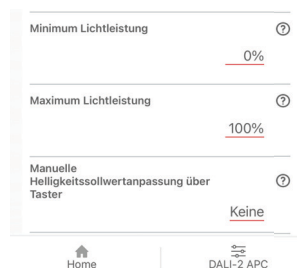 Minimum Lichtleistung
0%
Maximum Lichtleistung
100%
Manuelle
Helligkeitssollwertanpassung über
Taster
Keine
Home
DALI-2 APC